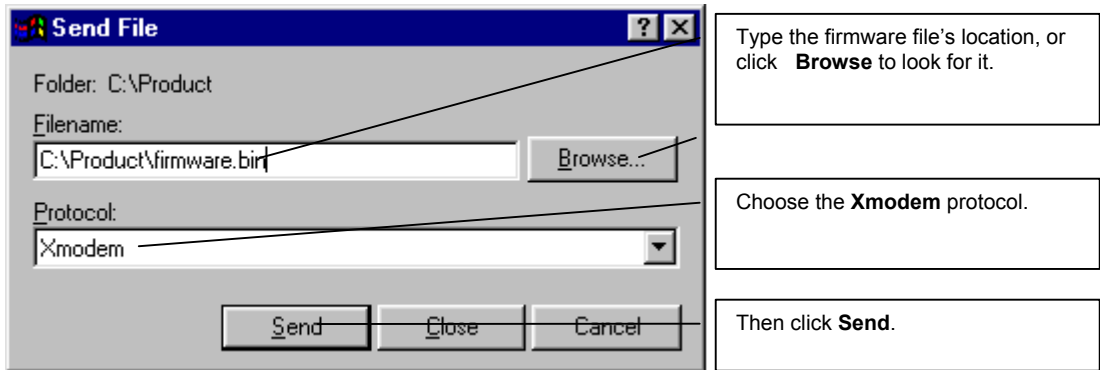 Send File
Folder: C:\Product
Filename:
C:\Product\firmware.bin
Browse...
Protocol:
Xmodem
Send
Close
Cancel
Type the firmware file’s location, or
click Browse to look for it.
Choose the Xmodem protocol.
Then click Send.